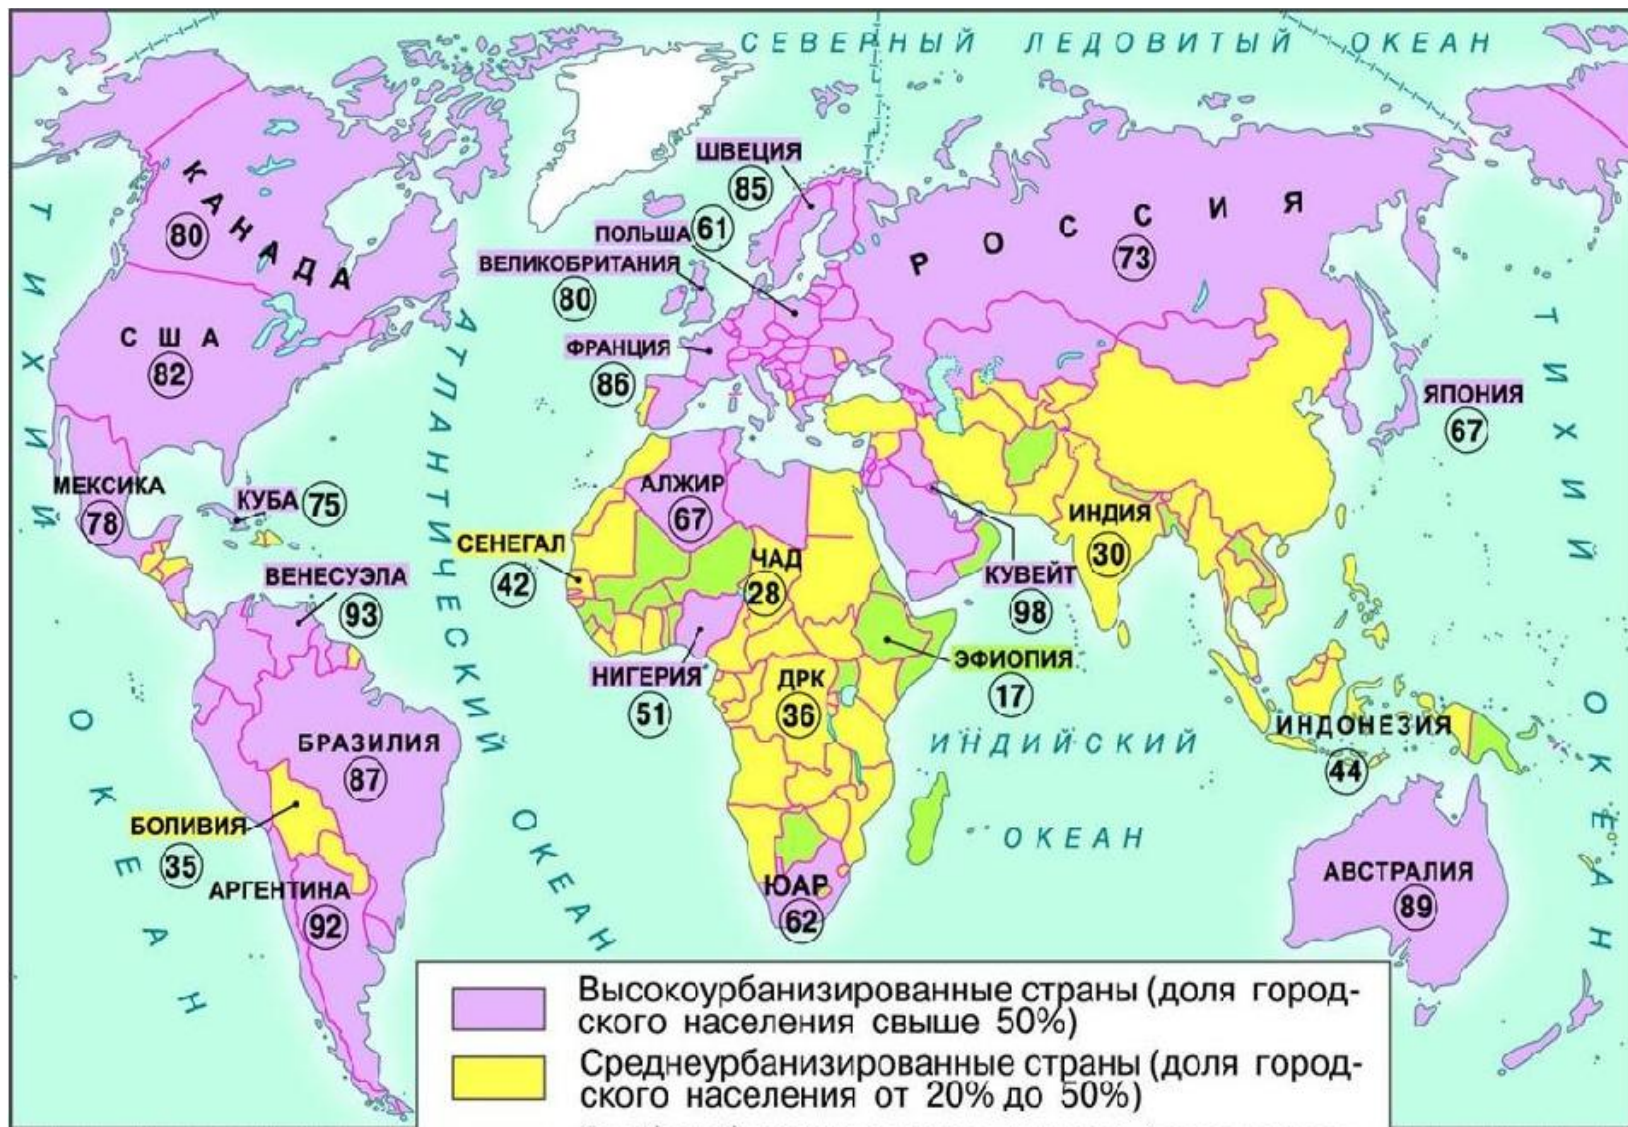 СЕВЕРНЫЙ ЛЕДОВИТЫЙ ОКЕАН
ТИХИЙ
ОКЕАН
АТЛАНТИЧЕСКИЙ
ОКЕАН
КАНАДА
80
США
82
МЕКСИКА
78
КУБА 75
ВЕНЕСУЭЛА
93
БРАЗИЛИЯ
87
БОЛИВИЯ
35
АРГЕНТИНА
92
ШВЕЦИЯ
85
ПОЛЬША 61
ВЕЛИКОБРИТАНИЯ
80
ФРАНЦИЯ
86
РОССИЯ
73
ЯПОНИЯ
67
АЛЖИР
67
СЕНЕГАЛ
42
ЧАД
28
НИГЕРИЯ
51
ДРК
36
ЮАР
62
КУВЕЙТ
98
ЭФИОПИЯ
17
ИНДИЯ
30
ИНДОНЕЗИЯ
44
АВСТРАЛИЯ
89
ИНДИЙСКИЙ
ОКЕАН
ТИХИЙ
ОКЕАН
Высокоурбанизированные страны (доля город-
ского населения свыше 50%)
Среднеурбанизированные страны (доля город-
ского населения от 20% до 50%)